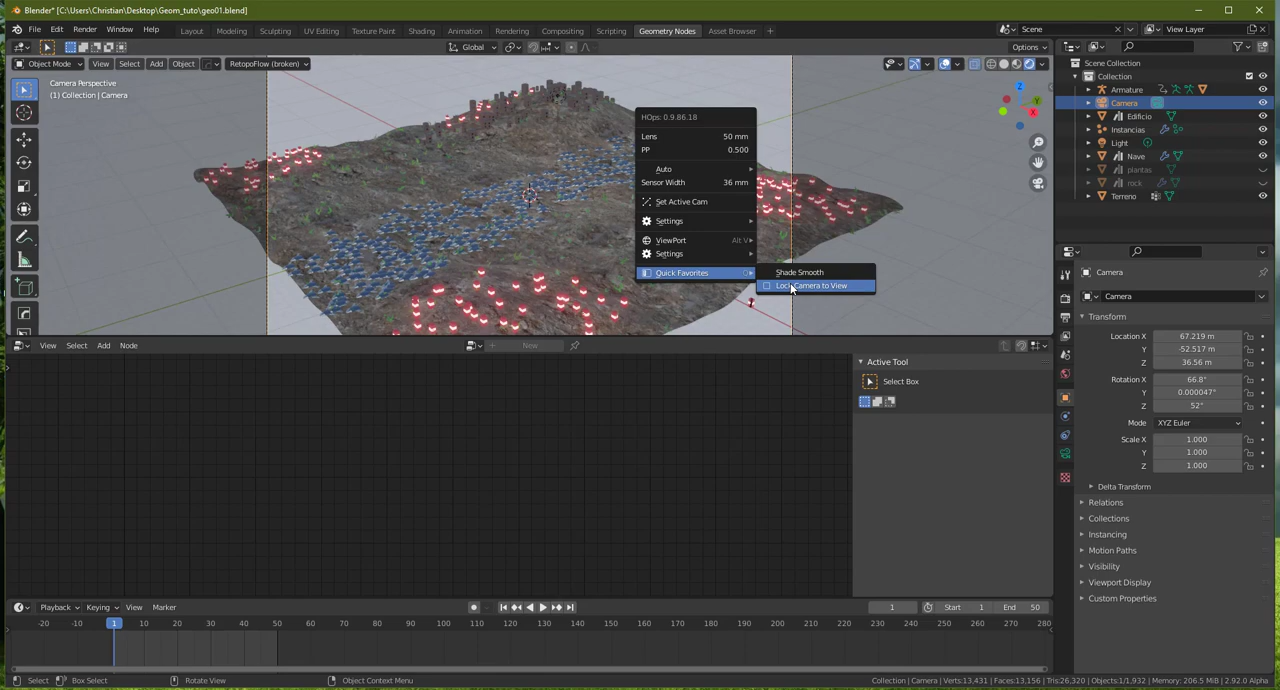 Blender* [C:\Users\Christian\Desktop\Geom_tuto\geo01.blend]
File Edit Render Window Help
Layout Modeling Sculpting UV Editing Texture Paint Shading Animation Rendering Compositing Scripting Geometry Nodes Asset Browser +
Scene
View Layer
Global
Options
Object Mode View Select Add Object RetopoFlow (broken)
Camera Perspective
(1) Collection | Camera
HOps: 0.9.86.18
Lens 50 mm
PP 0.500
Auto
Sensor Width 36 mm
Set Active Cam
Settings
ViewPort Alt V
Settings
Quick Favorites Q
Shade Smooth
Lock Camera to View
Z
Y
X
Scene Collection
Collection
Armature
Camera
Edificio
Instancias
Light
Nave
plantas
rock
Terreno
Camera
Camera
Transform
Location X 67.219 m
Y -52.517 m
Z 36.56 m
Rotation X 66.8°
Y 0.000047°
Z 52°
Mode XYZ Euler
Scale X 1.000
Y 1.000
Z 1.000
Delta Transform
Relations
Collections
Instancing
Motion Paths
Visibility
Viewport Display
Custom Properties
View Select Add Node
New
Active Tool
Select Box
Playback Keying View Marker
1 Start 1 End 50
-20 -10 1 10 20 30 40 50 60 70 80 90 100 110 120 130 140 150 160 170 180 190 200 210 220 230 240 250 260 270 280
Select Box Select Rotate View Object Context Menu
Collection | Camera | Verts:13,431 | Faces:13,156 | Tris:26,320 | Objects:1/1,932 | Memory: 206.5 MiB | 2.92.0 Alpha